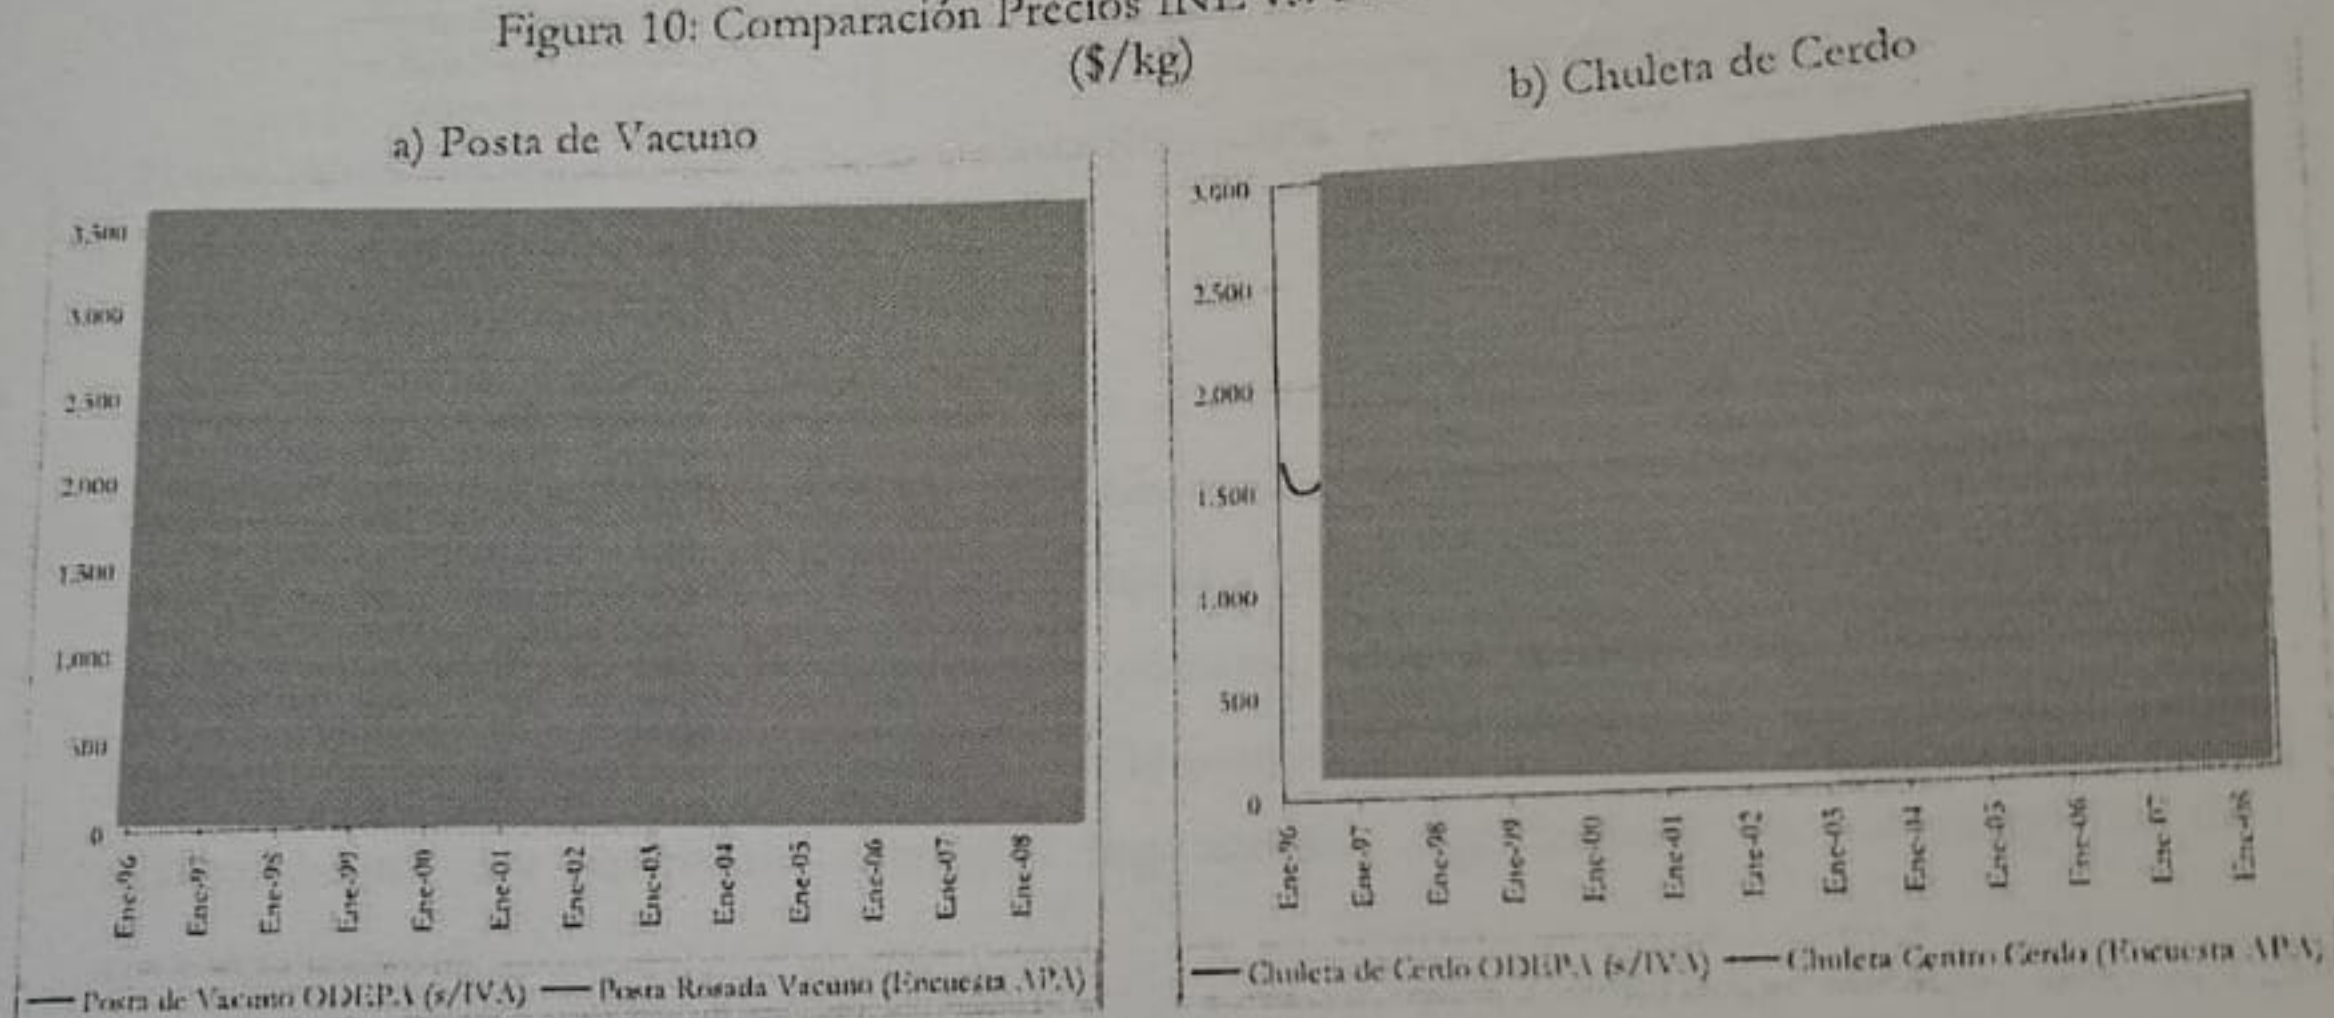 Figura 10: Comparación Precios INE
($/kg)
a) Posta de Vacuno
3.500
3.000
2.500
2.000
1.500
1.000
500
0
Ene-96 Ene-97 Ene-98 Ene-99 Ene-00 Ene-01 Ene-02 Ene-03 Ene-04 Ene-05 Ene-06 Ene-07 Ene-08
Posta de Vacuno ODEPA (s/IVA) Posta Rosada Vacuno (Encuesta APA)
b) Chuleta de Cerdo
3.000
2.500
2.000
1.500
1.000
500
0
Ene-96 Ene-97 Ene-98 Ene-99 Ene-00 Ene-01 Ene-02 Ene-03 Ene-04 Ene-05 Ene-06 Ene-07 Ene-08
Chuleta de Cerdo ODEPA (s/IVA) Chuleta Centro Cerdo (Encuesta APA)